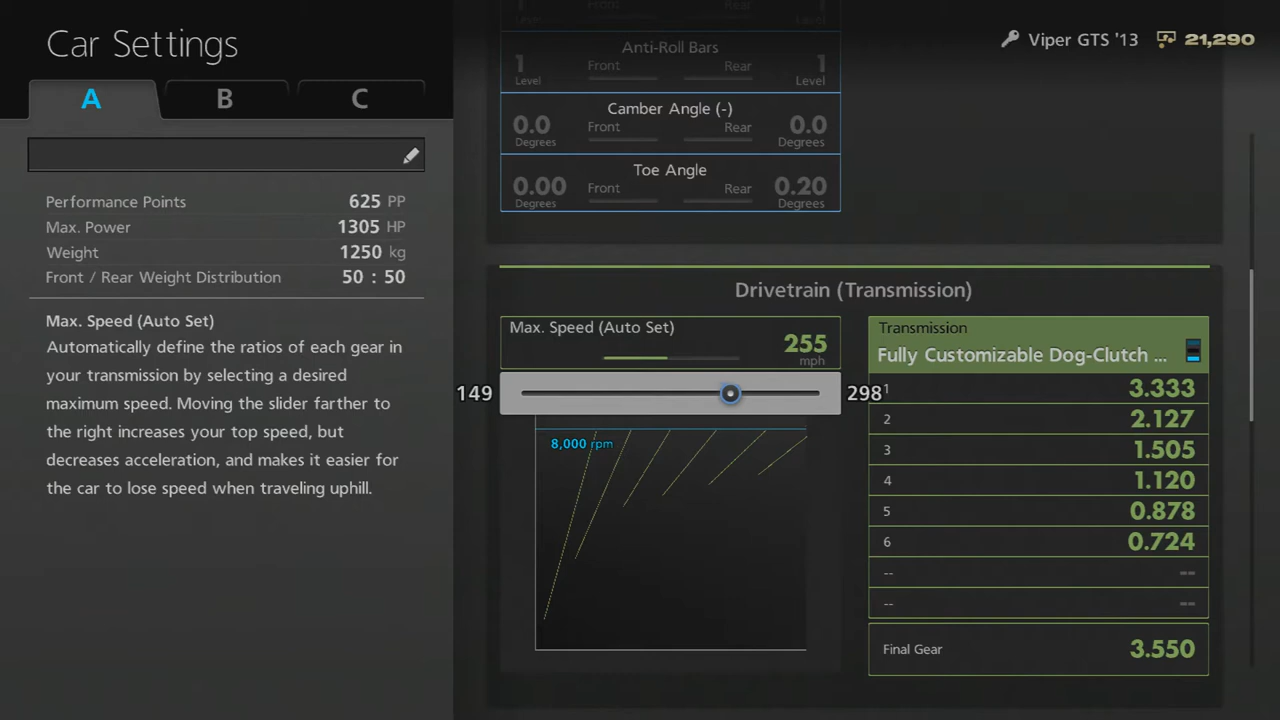 Car Settings
Viper GTS '13
21,290
A
B
C
Performance Points 625 PP
Max. Power 1305 HP
Weight 1250 kg
Front / Rear Weight Distribution 50 : 50
Max. Speed (Auto Set)
Automatically define the ratios of each gear in
your transmission by selecting a desired
maximum speed. Moving the slider farther to
the right increases your top speed, but
decreases acceleration, and makes it easier for
the car to lose speed when traveling uphill.
Anti-Roll Bars
1 Front Rear 1
Level Level
Camber Angle (-)
0.0 Front Rear 0.0
Degrees Degrees
Toe Angle
0.00 Front Rear 0.20
Degrees Degrees
Drivetrain (Transmission)
Max. Speed (Auto Set)
255
mph
149
298
8,000 rpm
Transmission
Fully Customizable Dog-Clutch ...
1 3.333
2 2.127
3 1.505
4 1.120
5 0.878
6 0.724
-- --
-- --
Final Gear 3.550